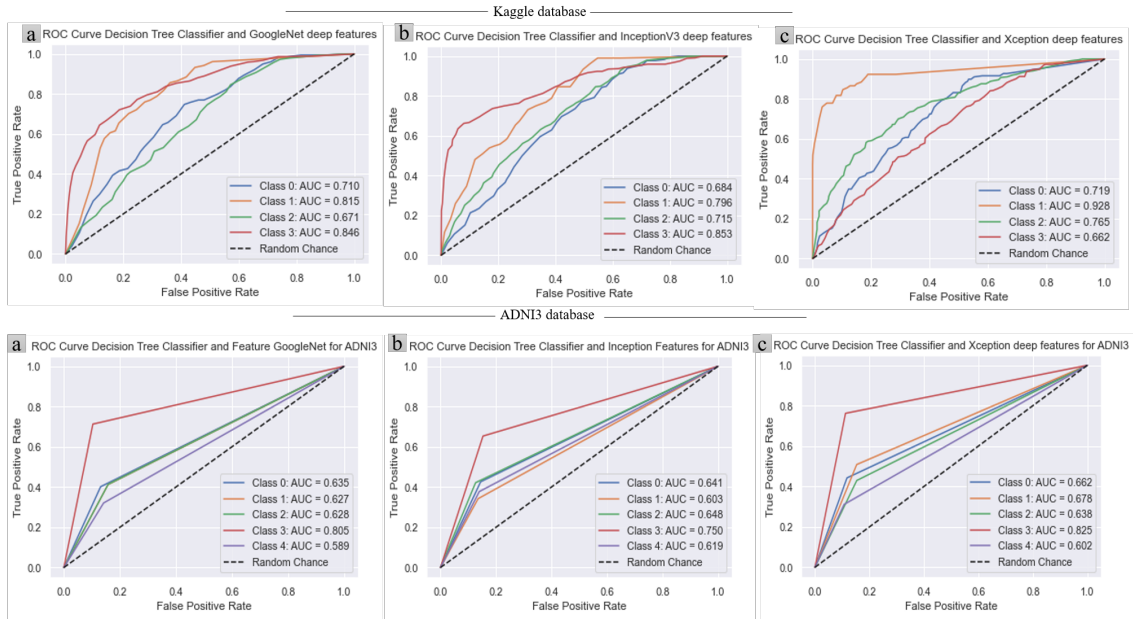 Kaggle database
a
ROC Curve Decision Tree Classifier and GoogleNet deep features
True Positive Rate
1.0
0.8
0.6
0.4
0.2
0.0
Class 0: AUC = 0.710
Class 1: AUC = 0.815
Class 2: AUC = 0.671
Class 3: AUC = 0.846
Random Chance
0.0 0.2 0.4 0.6 0.8 1.0
False Positive Rate
b
ROC Curve Decision Tree Classifier and InceptionV3 deep features
True Positive Rate
1.0
0.8
0.6
0.4
0.2
0.0
Class 0: AUC = 0.684
Class 1: AUC = 0.796
Class 2: AUC = 0.715
Class 3: AUC = 0.853
Random Chance
0.0 0.2 0.4 0.6 0.8 1.0
False Positive Rate
c
ROC Curve Decision Tree Classifier and Xception deep features
True Positive Rate
1.0
0.8
0.6
0.4
0.2
0.0
Class 0: AUC = 0.719
Class 1: AUC = 0.928
Class 2: AUC = 0.765
Class 3: AUC = 0.662
Random Chance
0.0 0.2 0.4 0.6 0.8 1.0
False Positive Rate
ADNI3 database
a
ROC Curve Decision Tree Classifier and Feature GoogleNet for ADNI3
True Positive Rate
1.0
0.8
0.6
0.4
0.2
0.0
Class 0: AUC = 0.635
Class 1: AUC = 0.627
Class 2: AUC = 0.628
Class 3: AUC = 0.805
Class 4: AUC = 0.589
Random Chance
0.0 0.2 0.4 0.6 0.8 1.0
False Positive Rate
b
ROC Curve Decision Tree Classifier and Inception Features for ADNI3
True Positive Rate
1.0
0.8
0.6
0.4
0.2
0.0
Class 0: AUC = 0.641
Class 1: AUC = 0.603
Class 2: AUC = 0.648
Class 3: AUC = 0.750
Class 4: AUC = 0.619
Random Chance
0.0 0.2 0.4 0.6 0.8 1.0
False Positive Rate
c
ROC Curve Decision Tree Classifier and Xception deep features for ADNI3
True Positive Rate
1.0
0.8
0.6
0.4
0.2
0.0
Class 0: AUC = 0.662
Class 1: AUC = 0.678
Class 2: AUC = 0.638
Class 3: AUC = 0.825
Class 4: AUC = 0.602
Random Chance
0.0 0.2 0.4 0.6 0.8 1.0
False Positive Rate